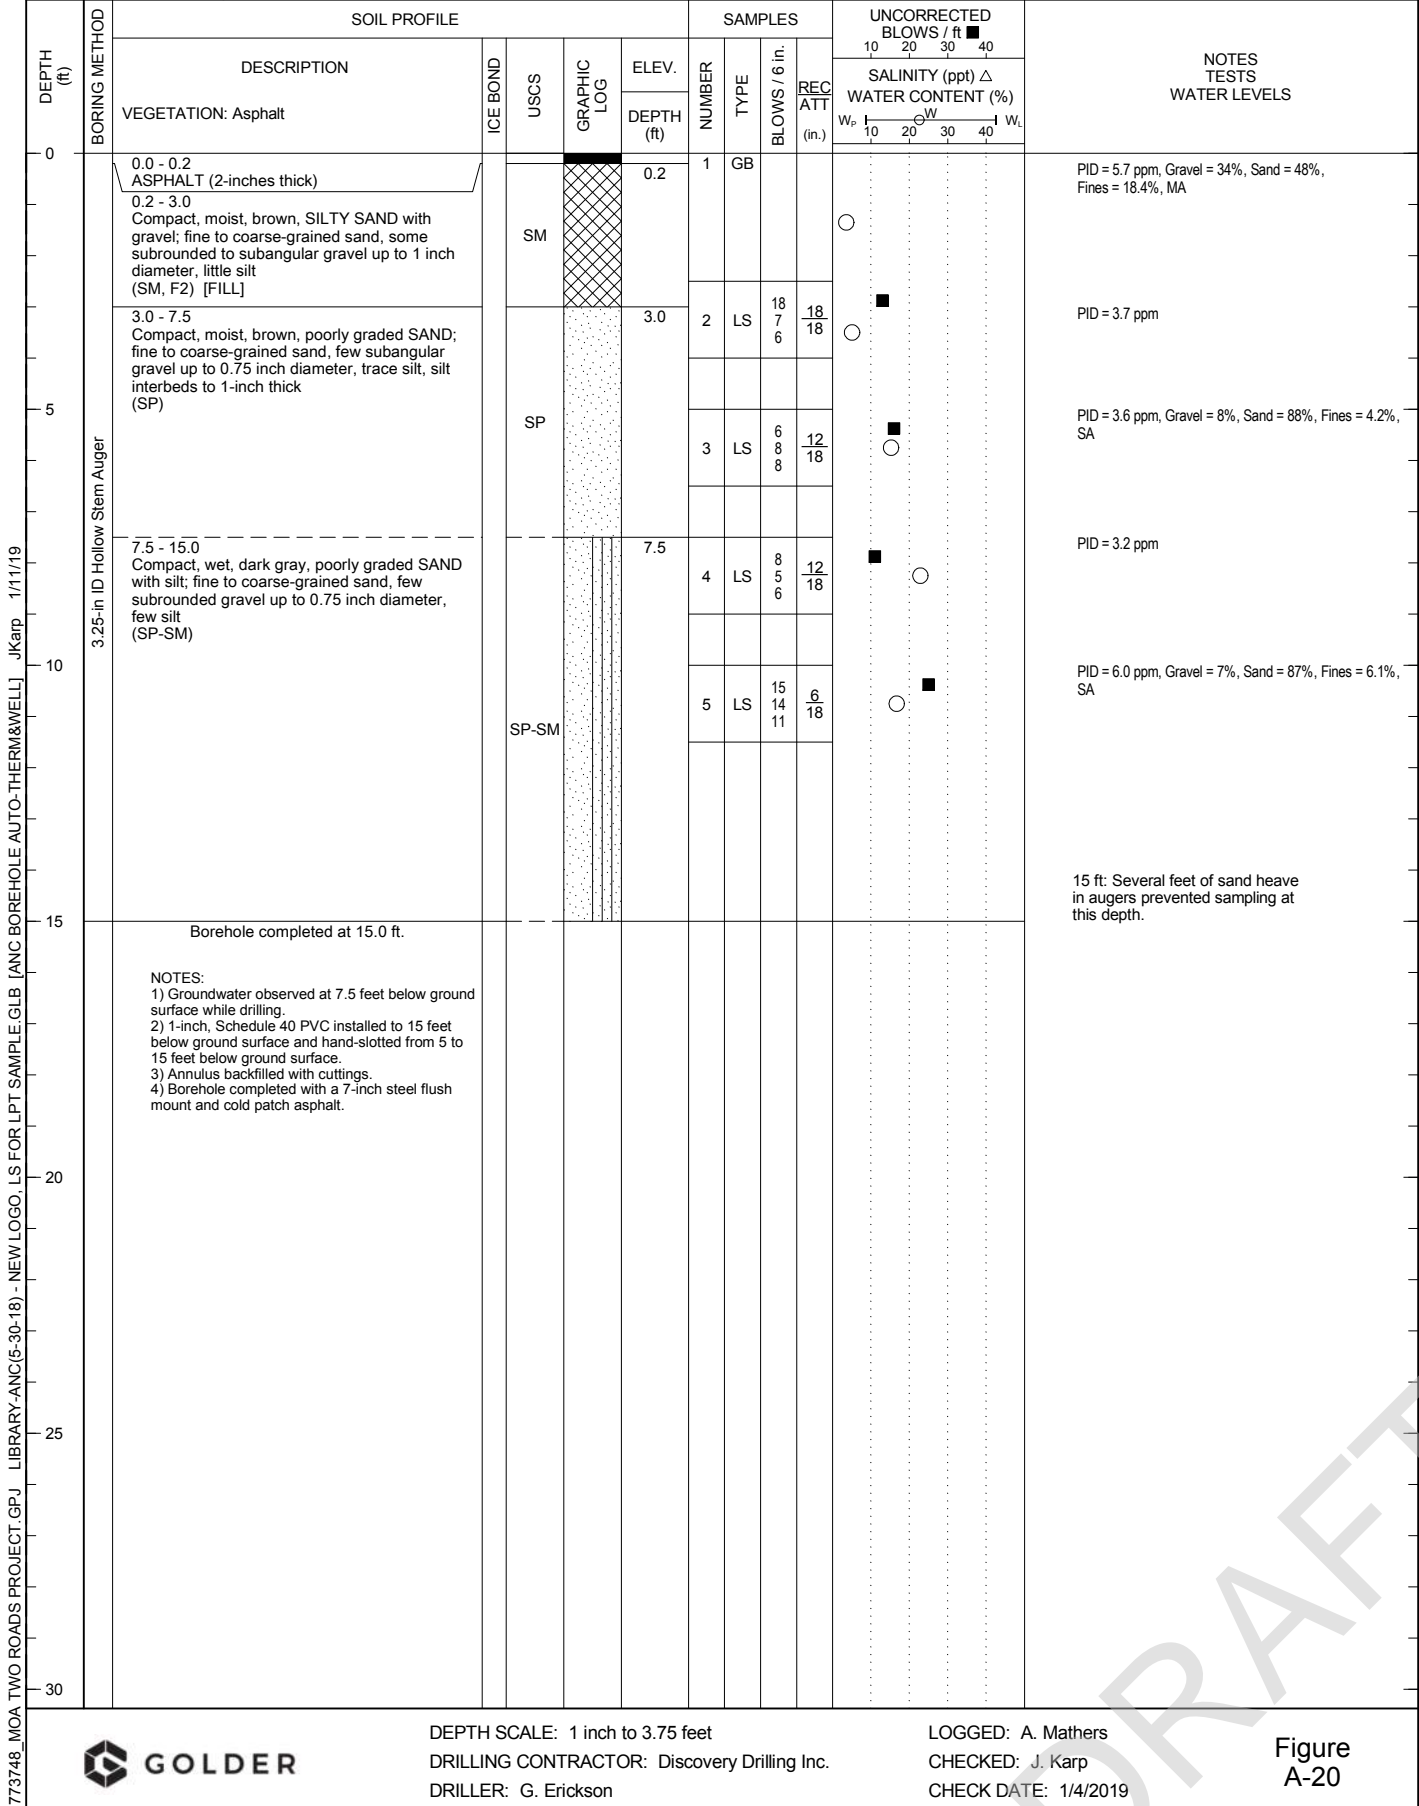 DEPTH
(ft)
BORING METHOD
SOIL PROFILE
DESCRIPTION
VEGETATION: Asphalt
ICE BOND
USCS
GRAPHIC
LOG
ELEV.
DEPTH
(ft)
SAMPLES
NUMBER
TYPE
BLOWS / 6 in.
REC
ATT
(in.)
UNCORRECTED
BLOWS / ft ■
10 20 30 40
SALINITY (ppt) △
WATER CONTENT (%)
WP W WL
10 20 30 40
NOTES
TESTS
WATER LEVELS
0
0.0 - 0.2
ASPHALT (2-inches thick)
0.2
1 GB
PID = 5.7 ppm, Gravel = 34%, Sand = 48%,
Fines = 18.4%, MA
0.2 - 3.0
Compact, moist, brown, SILTY SAND with
gravel; fine to coarse-grained sand, some
subrounded to subangular gravel up to 1 inch
diameter, little silt
(SM, F2) [FILL]
SM
3.0 - 7.5
Compact, moist, brown, poorly graded SAND;
fine to coarse-grained sand, few subangular
gravel up to 0.75 inch diameter, trace silt, silt
interbeds to 1-inch thick
(SP)
SP
3.0
2 LS
18
7
6
18
18
PID = 3.7 ppm
5
3 LS
6
8
8
12
18
PID = 3.6 ppm, Gravel = 8%, Sand = 88%, Fines = 4.2%,
SA
3.25-in ID Hollow Stem Auger
7.5 - 15.0
Compact, wet, dark gray, poorly graded SAND
with silt; fine to coarse-grained sand, few
subrounded gravel up to 0.75 inch diameter,
few silt
(SP-SM)
7.5
4 LS
8
5
6
12
18
PID = 3.2 ppm
10
SP-SM
5 LS
15
14
11
6
18
PID = 6.0 ppm, Gravel = 7%, Sand = 87%, Fines = 6.1%,
SA
15 ft: Several feet of sand heave
in augers prevented sampling at
this depth.
15
Borehole completed at 15.0 ft.
NOTES:
1) Groundwater observed at 7.5 feet below ground
surface while drilling.
2) 1-inch, Schedule 40 PVC installed to 15 feet
below ground surface and hand-slotted from 5 to
15 feet below ground surface.
3) Annulus backfilled with cuttings.
4) Borehole completed with a 7-inch steel flush
mount and cold patch asphalt.
20
25
30
773748_MOA TWO ROADS PROJECT.GPJ LIBRARY-ANC(5-30-18) - NEW LOGO, LS FOR LPT SAMPLE.GLB [ANC BOREHOLE AUTO-THERM&WELL] JKarp 1/11/19
DRAFT
GOLDER
DEPTH SCALE: 1 inch to 3.75 feet
DRILLING CONTRACTOR: Discovery Drilling Inc.
DRILLER: G. Erickson
LOGGED: A. Mathers
CHECKED: J. Karp
CHECK DATE: 1/4/2019
Figure
A-20